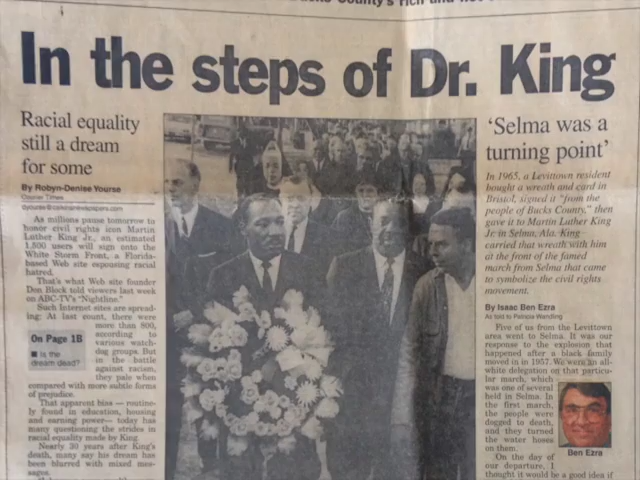 County's rich and
In the steps of Dr. King
Racial equality
still a dream
for some
By Robyn-Denise Yourse
Courier Times
As millions pause tomorrow to
honor civil rights icon Martin
Luther King Jr., an estimated
1,500 users will sign onto the
White Storm Front, a Florida-
based Web site espousing racial
hatred.
That's what Web site founder
Don Black told viewers last week
on ABC-TV's "Nightline."
Such Internet sites are spread-
ing: At last count, there were
more than 800,
according to
various watch-
dog groups. But
in the battle
against racism,
they pale when
compared with more subtle forms
of prejudice.
That apparent bias — routine-
ly found in education, housing
and earning power— today has
many questioning the strides in
racial equality made by King.
Nearly 30 years after King's
death, many say his dream has
been blurred with mixed mes-
sages.
On Page 1B
■ Is the
dream dead?
'Selma was a
turning point'
In 1965, a Levittown resident
bought a wreath and card in
Bristol, signed it "from the
people of Bucks County," then
gave it to Martin Luther King
Jr. in Selma, Ala. King
carried that wreath with him
at the front of the famed
march from Selma that came
to symbolize the civil rights
movement.
By Isaac Ben Ezra
As told to Patricia Wandling
Five of us from the Levittown
area went to Selma. It was our
response to the explosion that
happened after a black family
moved in in 1957. We were an all-
white delegation on that particu-
lar march, which
was one of several
held in Selma. In
the first march,
the people were
dogged to death,
and they turned
the water hoses
on them.
On the day of
our departure, I
thought it would be a good idea if
Ben Ezra